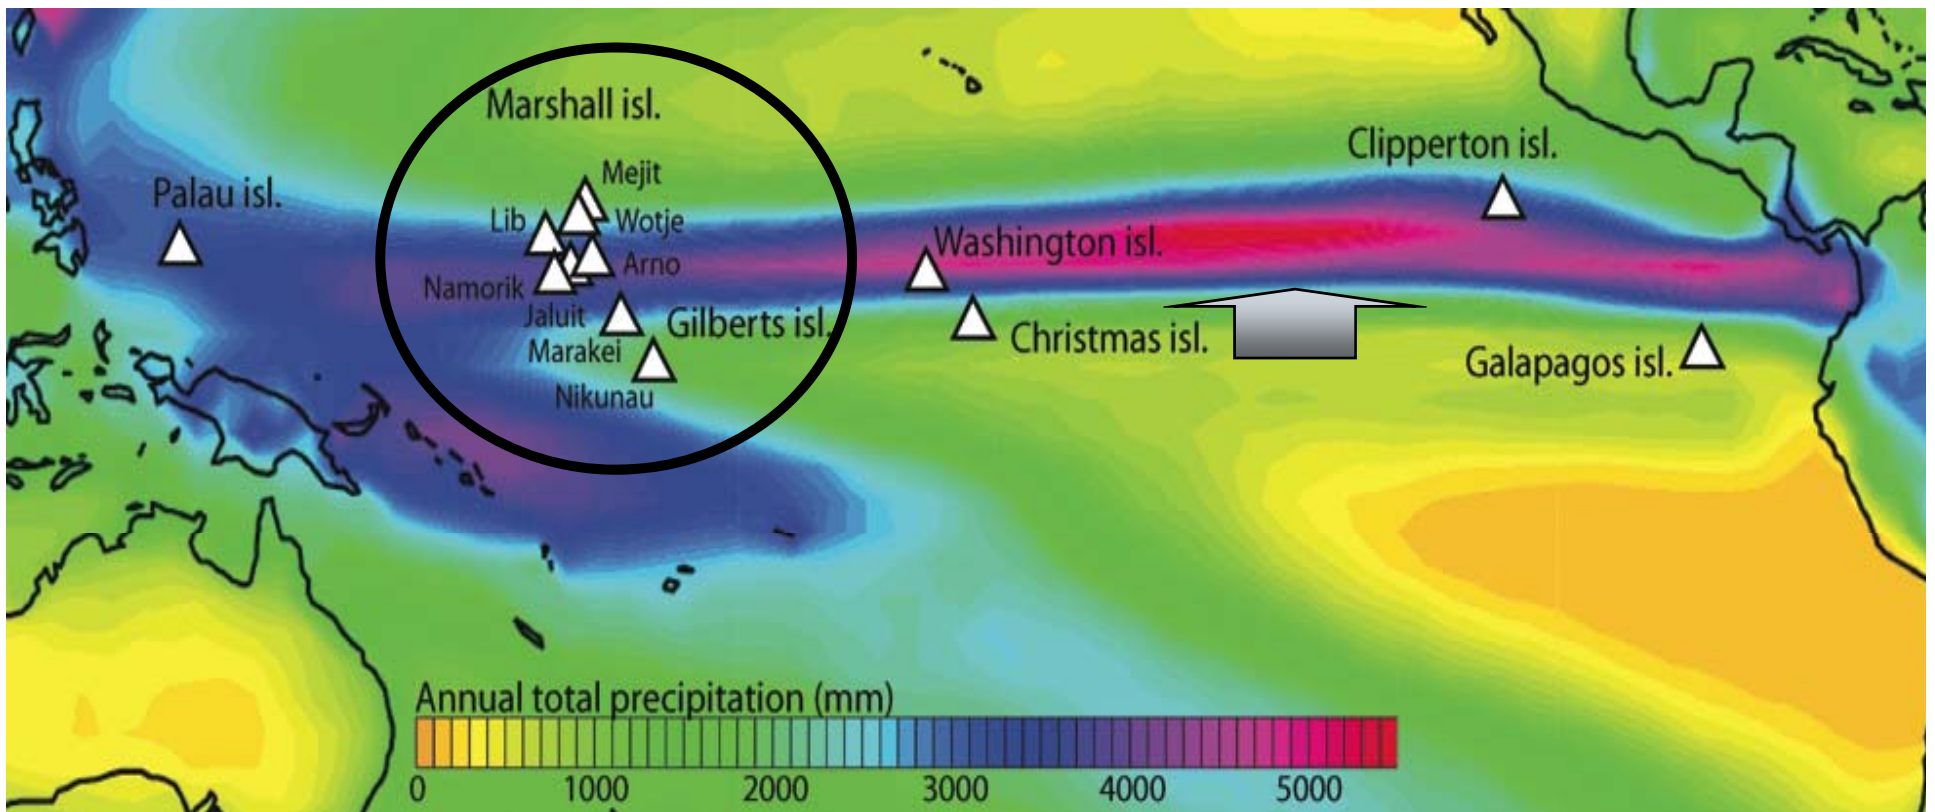 Marshall isl.
Clipperton isl.
Mejit
Palau isl.
Lib
Wotje
Washington isl.
Arno
Namorik
Jaluit
Gilberts isl.
Christmas isl.
Marakei
Galapagos isl.
Nikunau
Annual total precipitation (mm)
0 1000 2000 3000 4000 5000